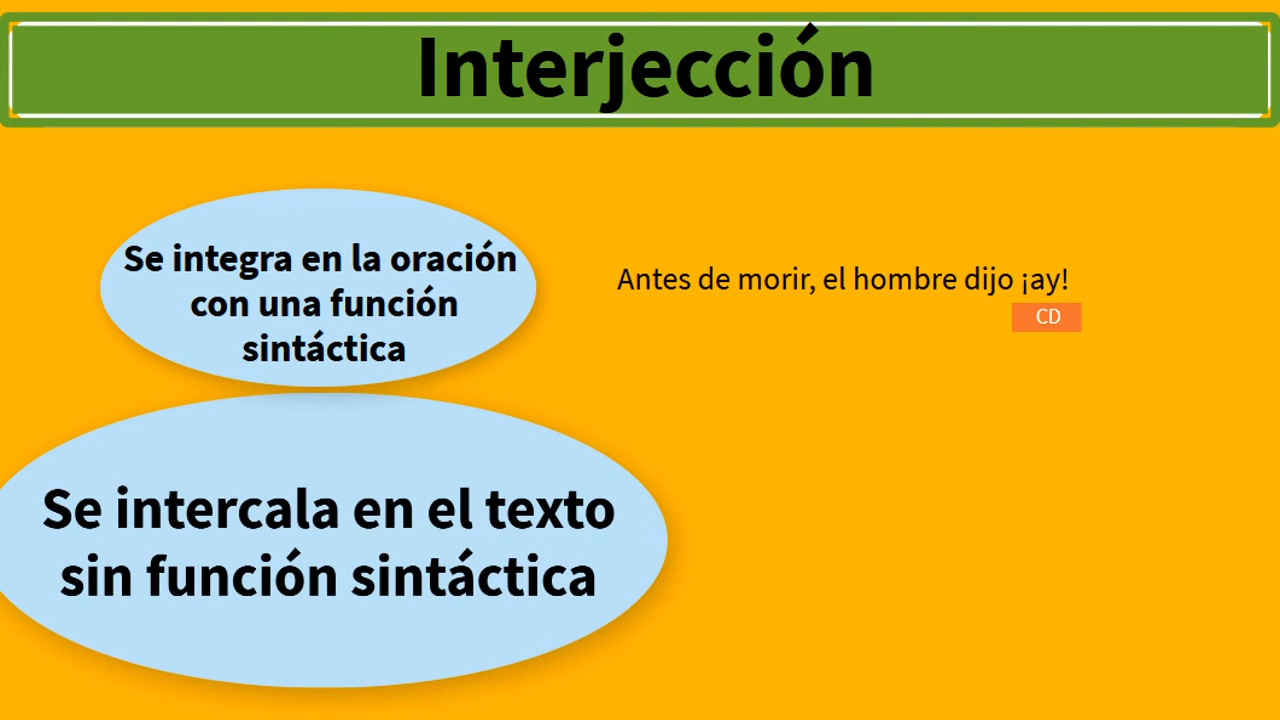 Interjección
Se integra en la oración
con una función
sintáctica
Antes de morir, el hombre dijo ¡ay!
CD
Se intercala en el texto
sin función sintáctica